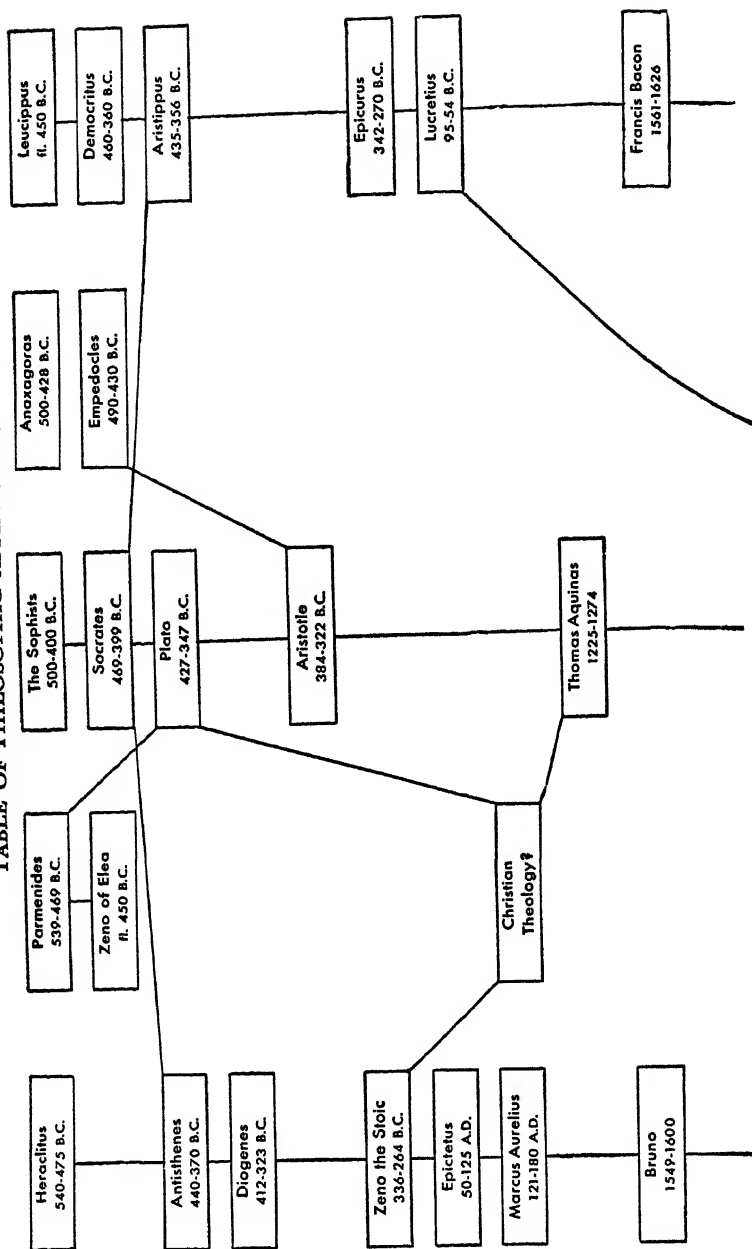 TABLE OF PHILOSOPHIC
Heraclitus
540-475 B.C.
Parmenides
539-469 B.C.
Zeno of Elea
fl. 450 B.C.
The Sophists
500-400 B.C.
Anaxagoras
500-428 B.C.
Leucippus
fl. 450 B.C.
Socrates
469-399 B.C.
Empedocles
490-430 B.C.
Democritus
460-360 B.C.
Antisthenes
440-370 B.C.
Plato
427-347 B.C.
Aristippus
435-356 B.C.
Diogenes
412-323 B.C.
Aristotle
384-322 B.C.
Zeno the Stoic
336-264 B.C.
Epicurus
342-270 B.C.
Epictetus
50-125 A.D.
Lucretius
95-54 B.C.
Marcus Aurelius
121-180 A.D.
Christian
Theology?
Thomas Aquinas
1225-1274
Bruno
1549-1600
Francis Bacon
1561-1626